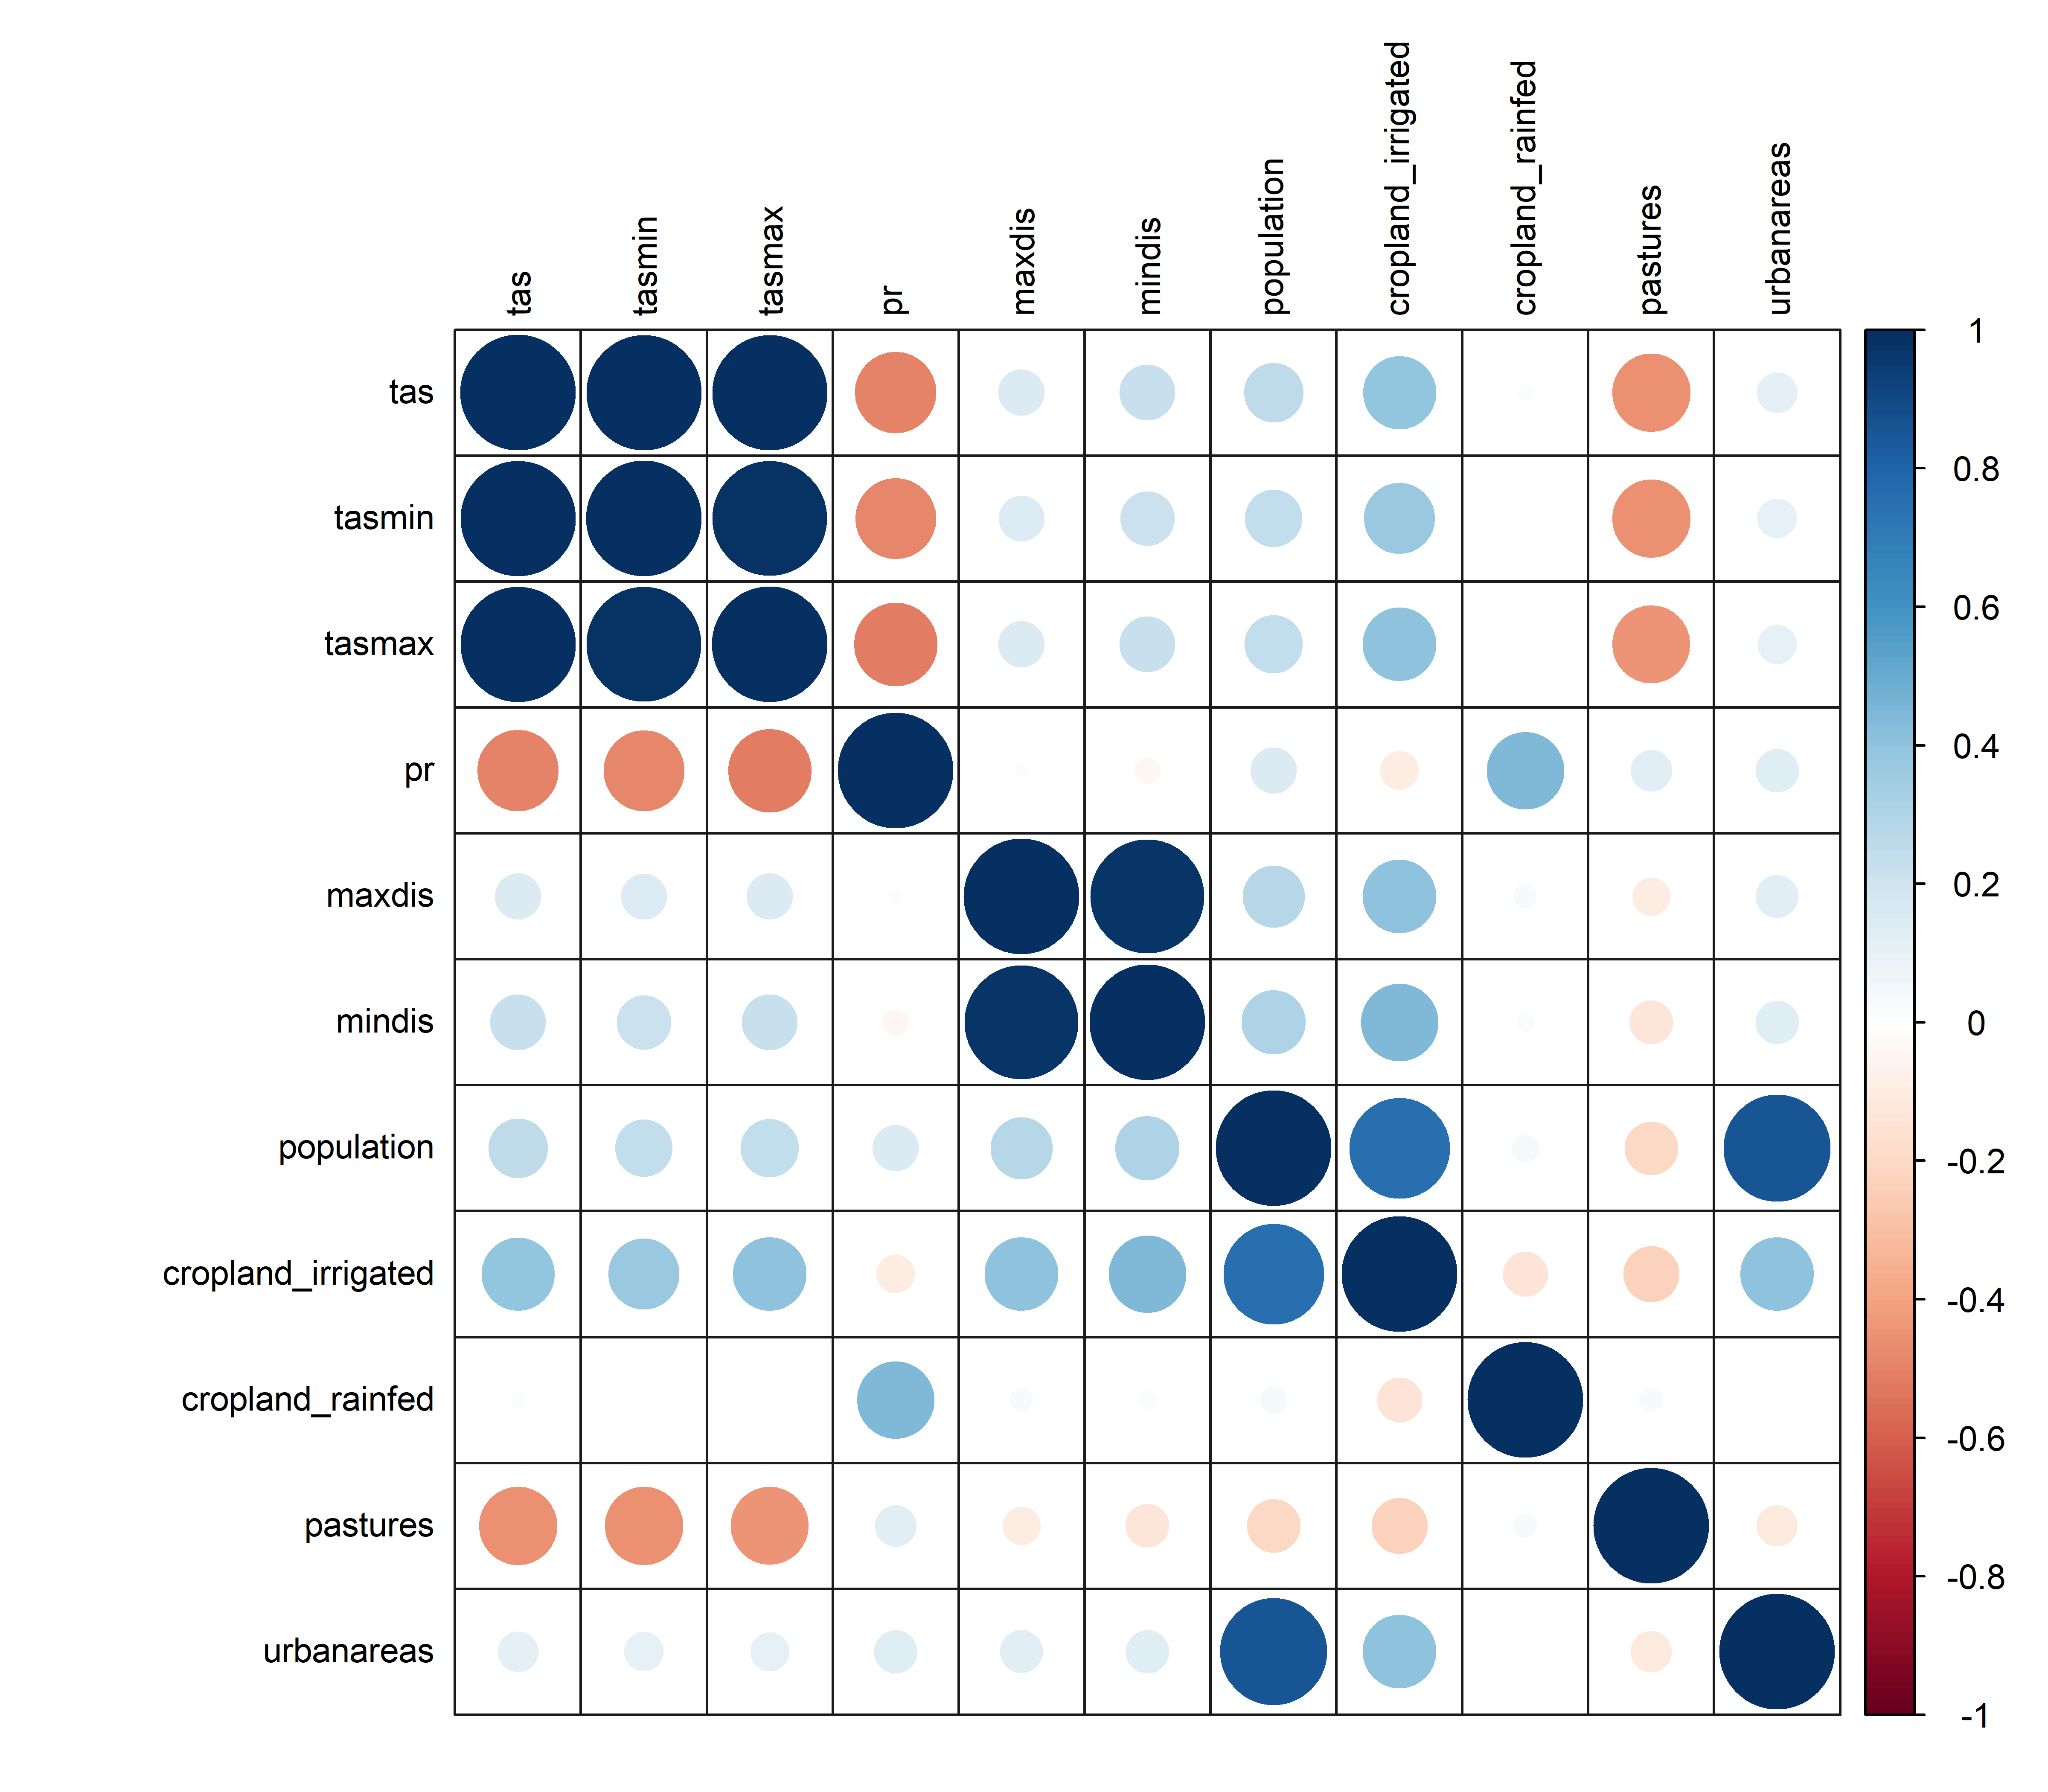 tas
tasmin
tasmax
pr
maxdis
mindis
population
cropland_irrigated
cropland_rainfed
pastures
urbanareas
tas
tasmin
tasmax
pr
maxdis
mindis
population
cropland_irrigated
cropland_rainfed
pastures
urbanareas
1
0.8
0.6
0.4
0.2
0
-0.2
-0.4
-0.6
-0.8
-1